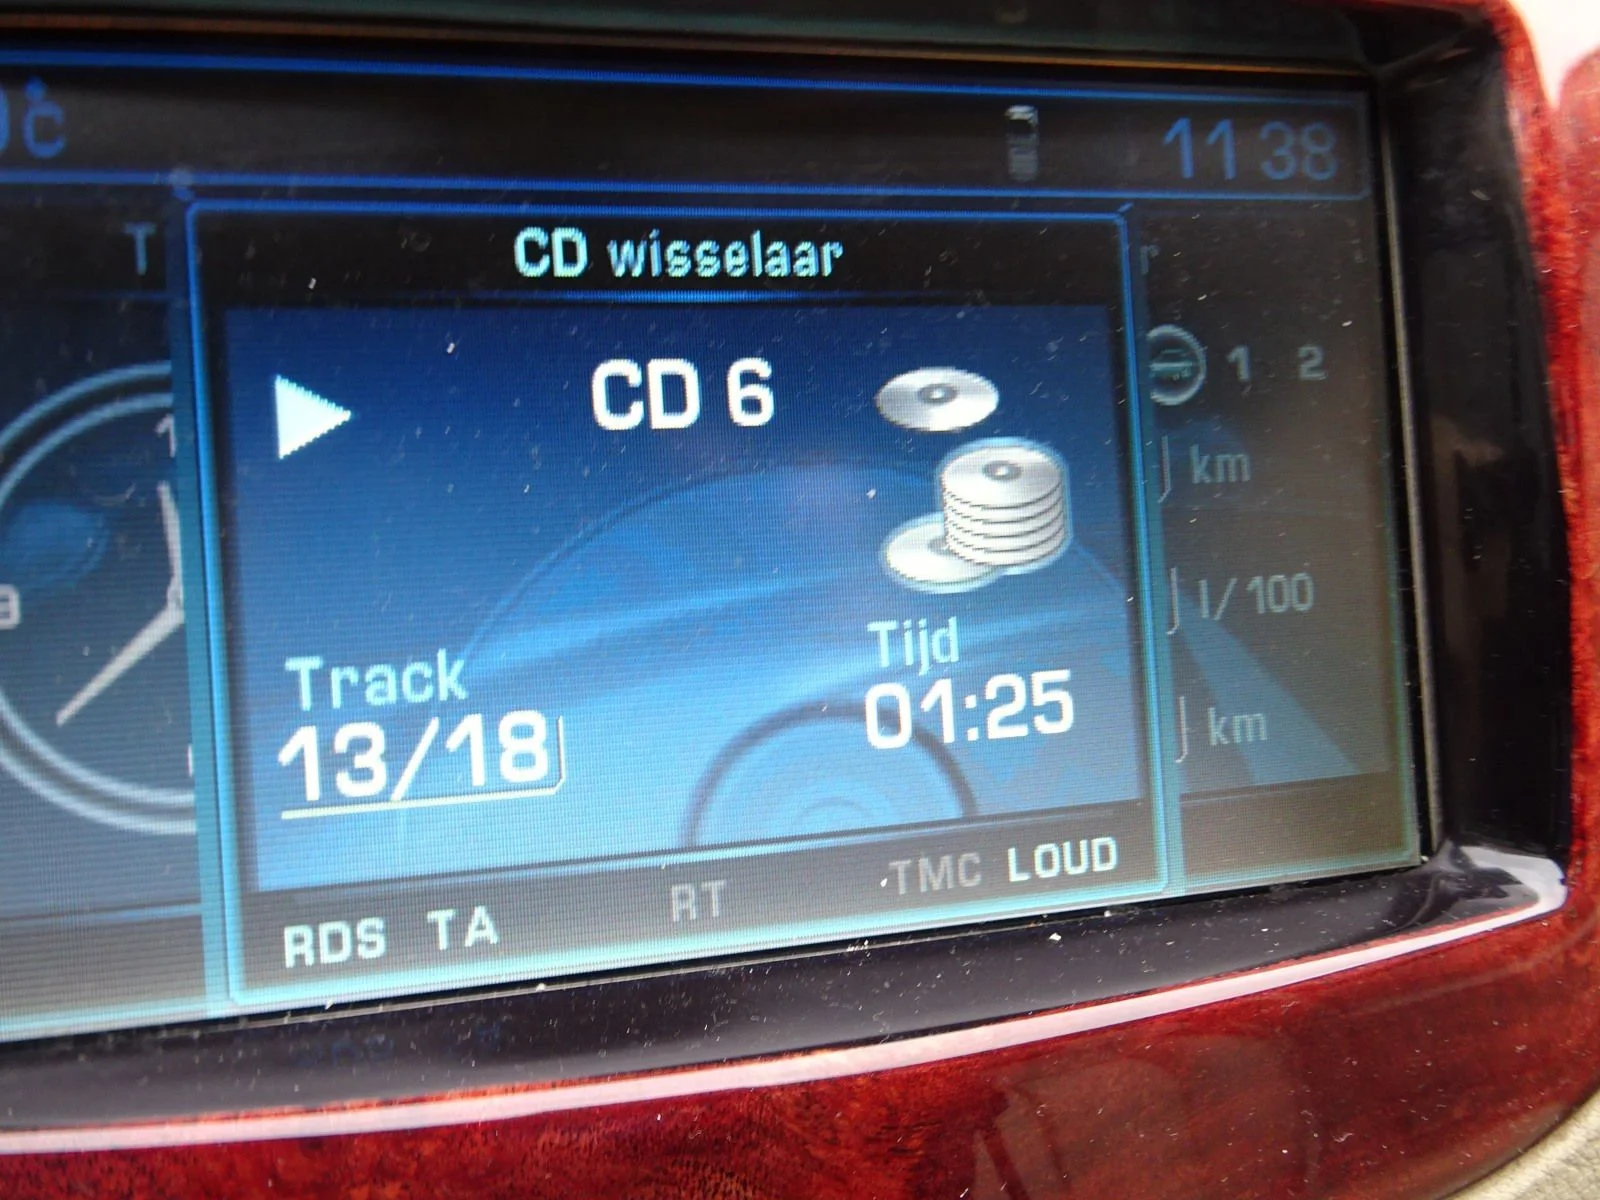 °C
11 38
T
CD wisselaar
CD 6
1 2
km
l/100
Track
Tijd
13/18
01:25
km
RDS TA RT TMC LOUD